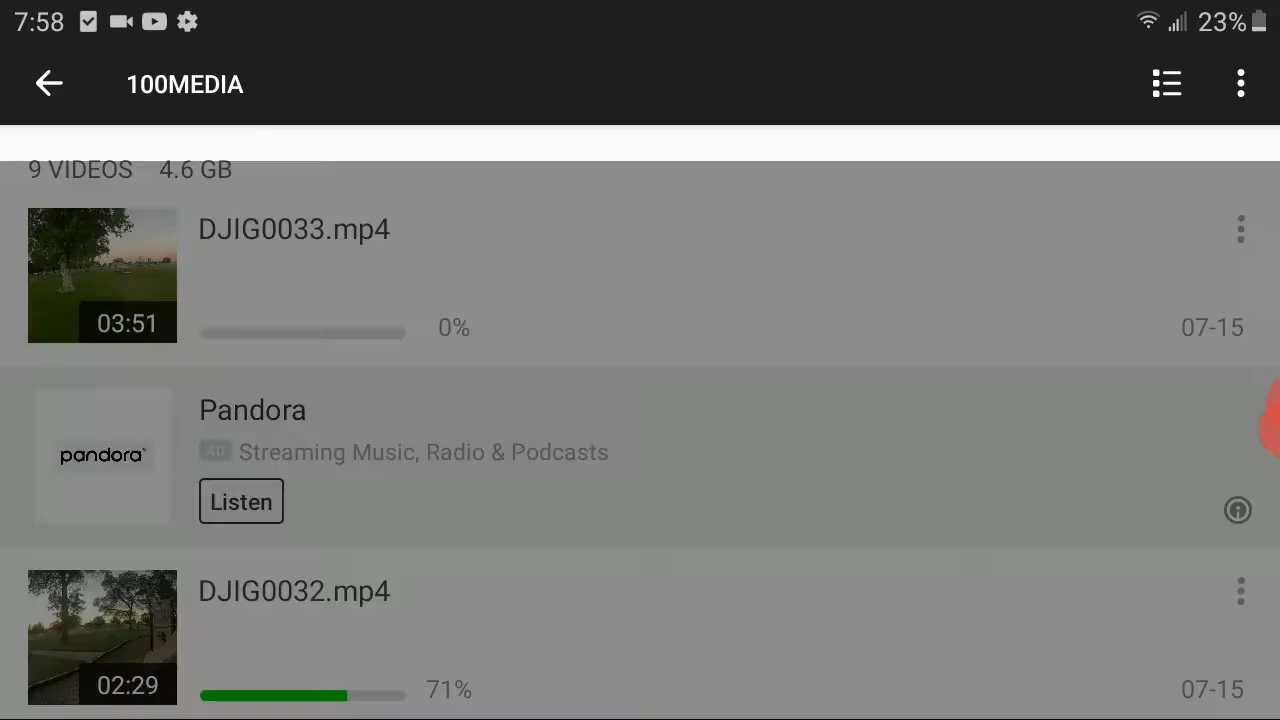 7:58
23%
100MEDIA
9 VIDEOS 4.6 GB
DJIG0033.mp4
03:51
0%
07-15
pandora
Pandora
AD Streaming Music, Radio & Podcasts
Listen
DJIG0032.mp4
02:29
71%
07-15